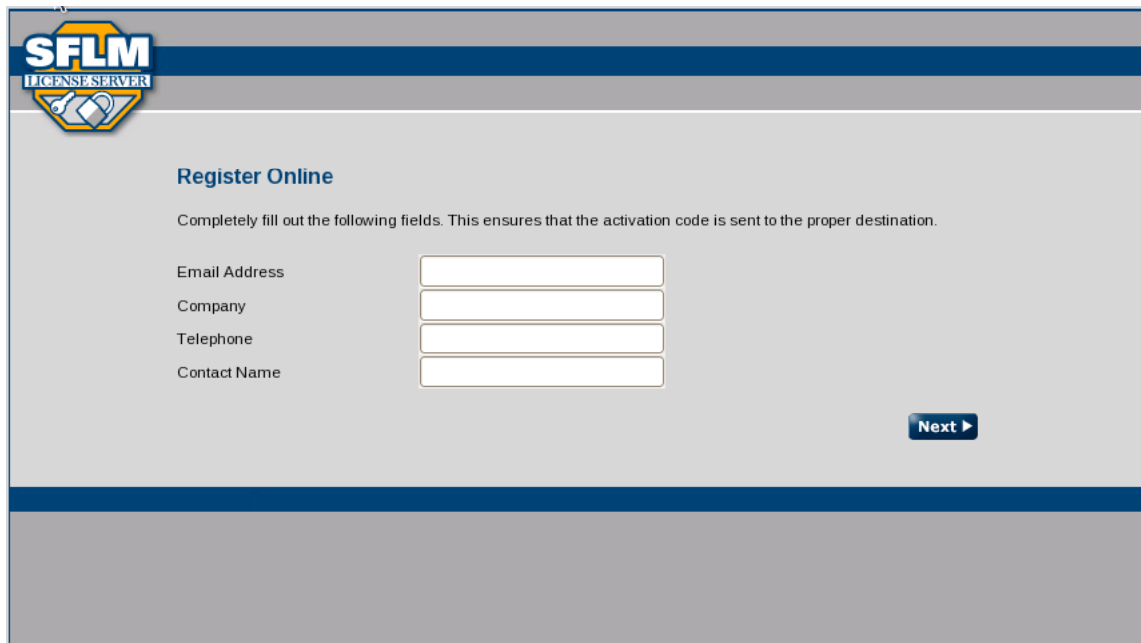 SFLM
LICENSE SERVER
Register Online
Completely fill out the following fields. This ensures that the activation code is sent to the proper destination.
Email Address
Company
Telephone
Contact Name
Next